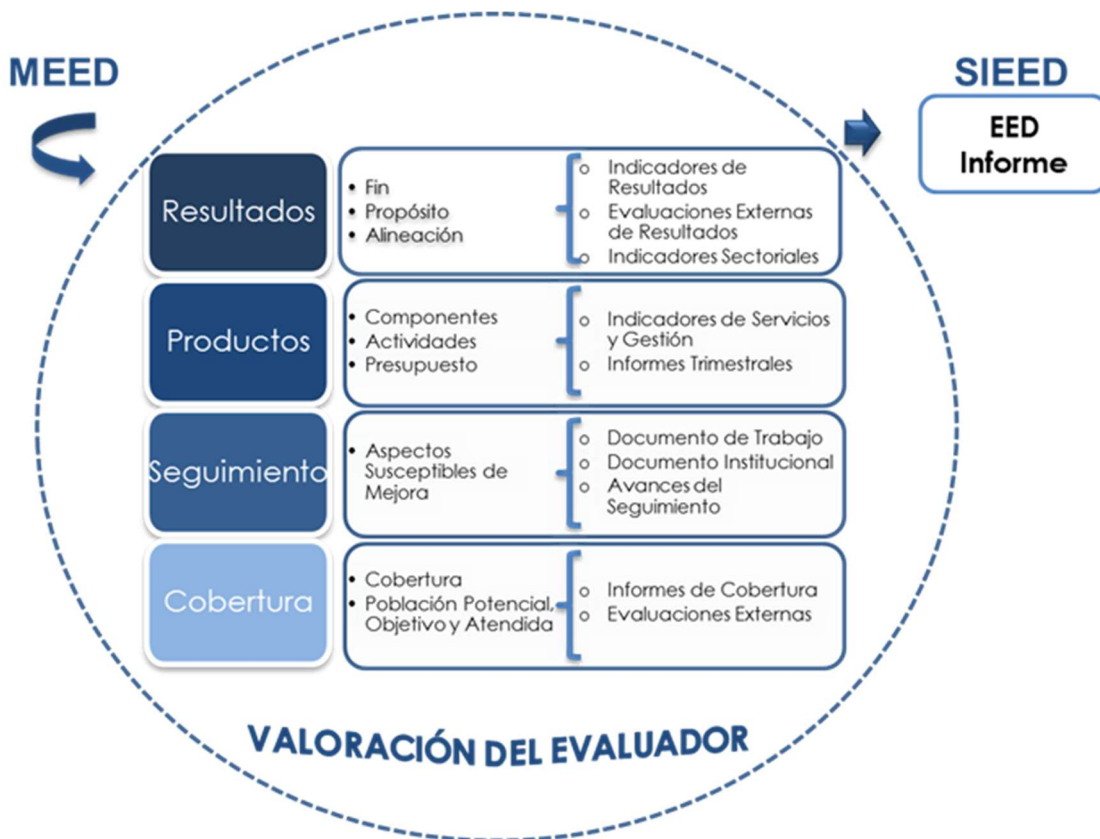 MEED
SIEED
EED
Informe
Resultados
• Fin
• Propósito
• Alineación
○ Indicadores de
Resultados
○ Evaluaciones Externas
de Resultados
○ Indicadores Sectoriales
Productos
• Componentes
• Actividades
• Presupuesto
○ Indicadores de Servicios
y Gestión
○ Informes Trimestrales
Seguimiento
• Aspectos
Susceptibles de
Mejora
○ Documento de Trabajo
○ Documento Institucional
○ Avances del
Seguimiento
Cobertura
• Cobertura
• Población Potencial,
Objetivo y Atendida
○ Informes de Cobertura
○ Evaluaciones Externas
VALORACIÓN DEL EVALUADOR